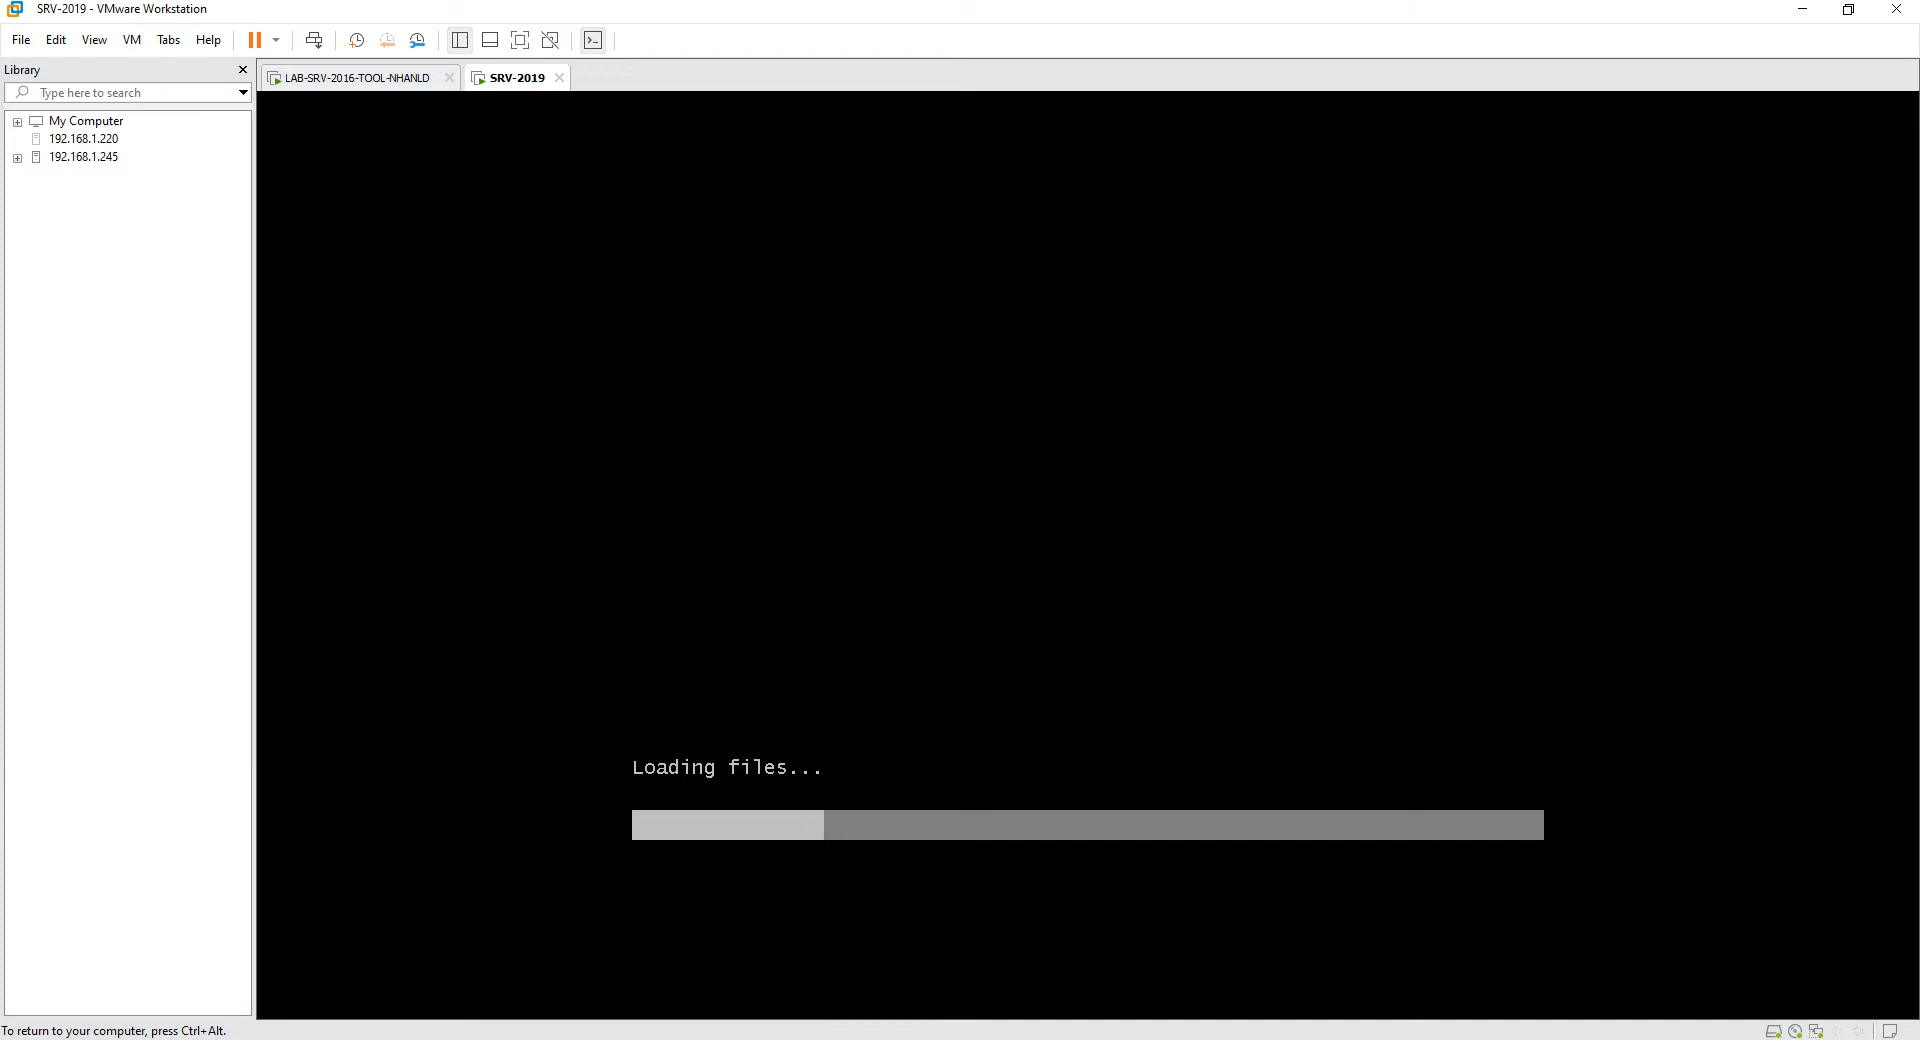 SRV-2019 - VMware Workstation
File Edit View VM Tabs Help
Library
Type here to search
My Computer
192.168.1.220
192.168.1.245
LAB-SRV-2016-TOOL-NHANLD
SRV-2019
Loading files...
To return to your computer, press Ctrl+Alt.